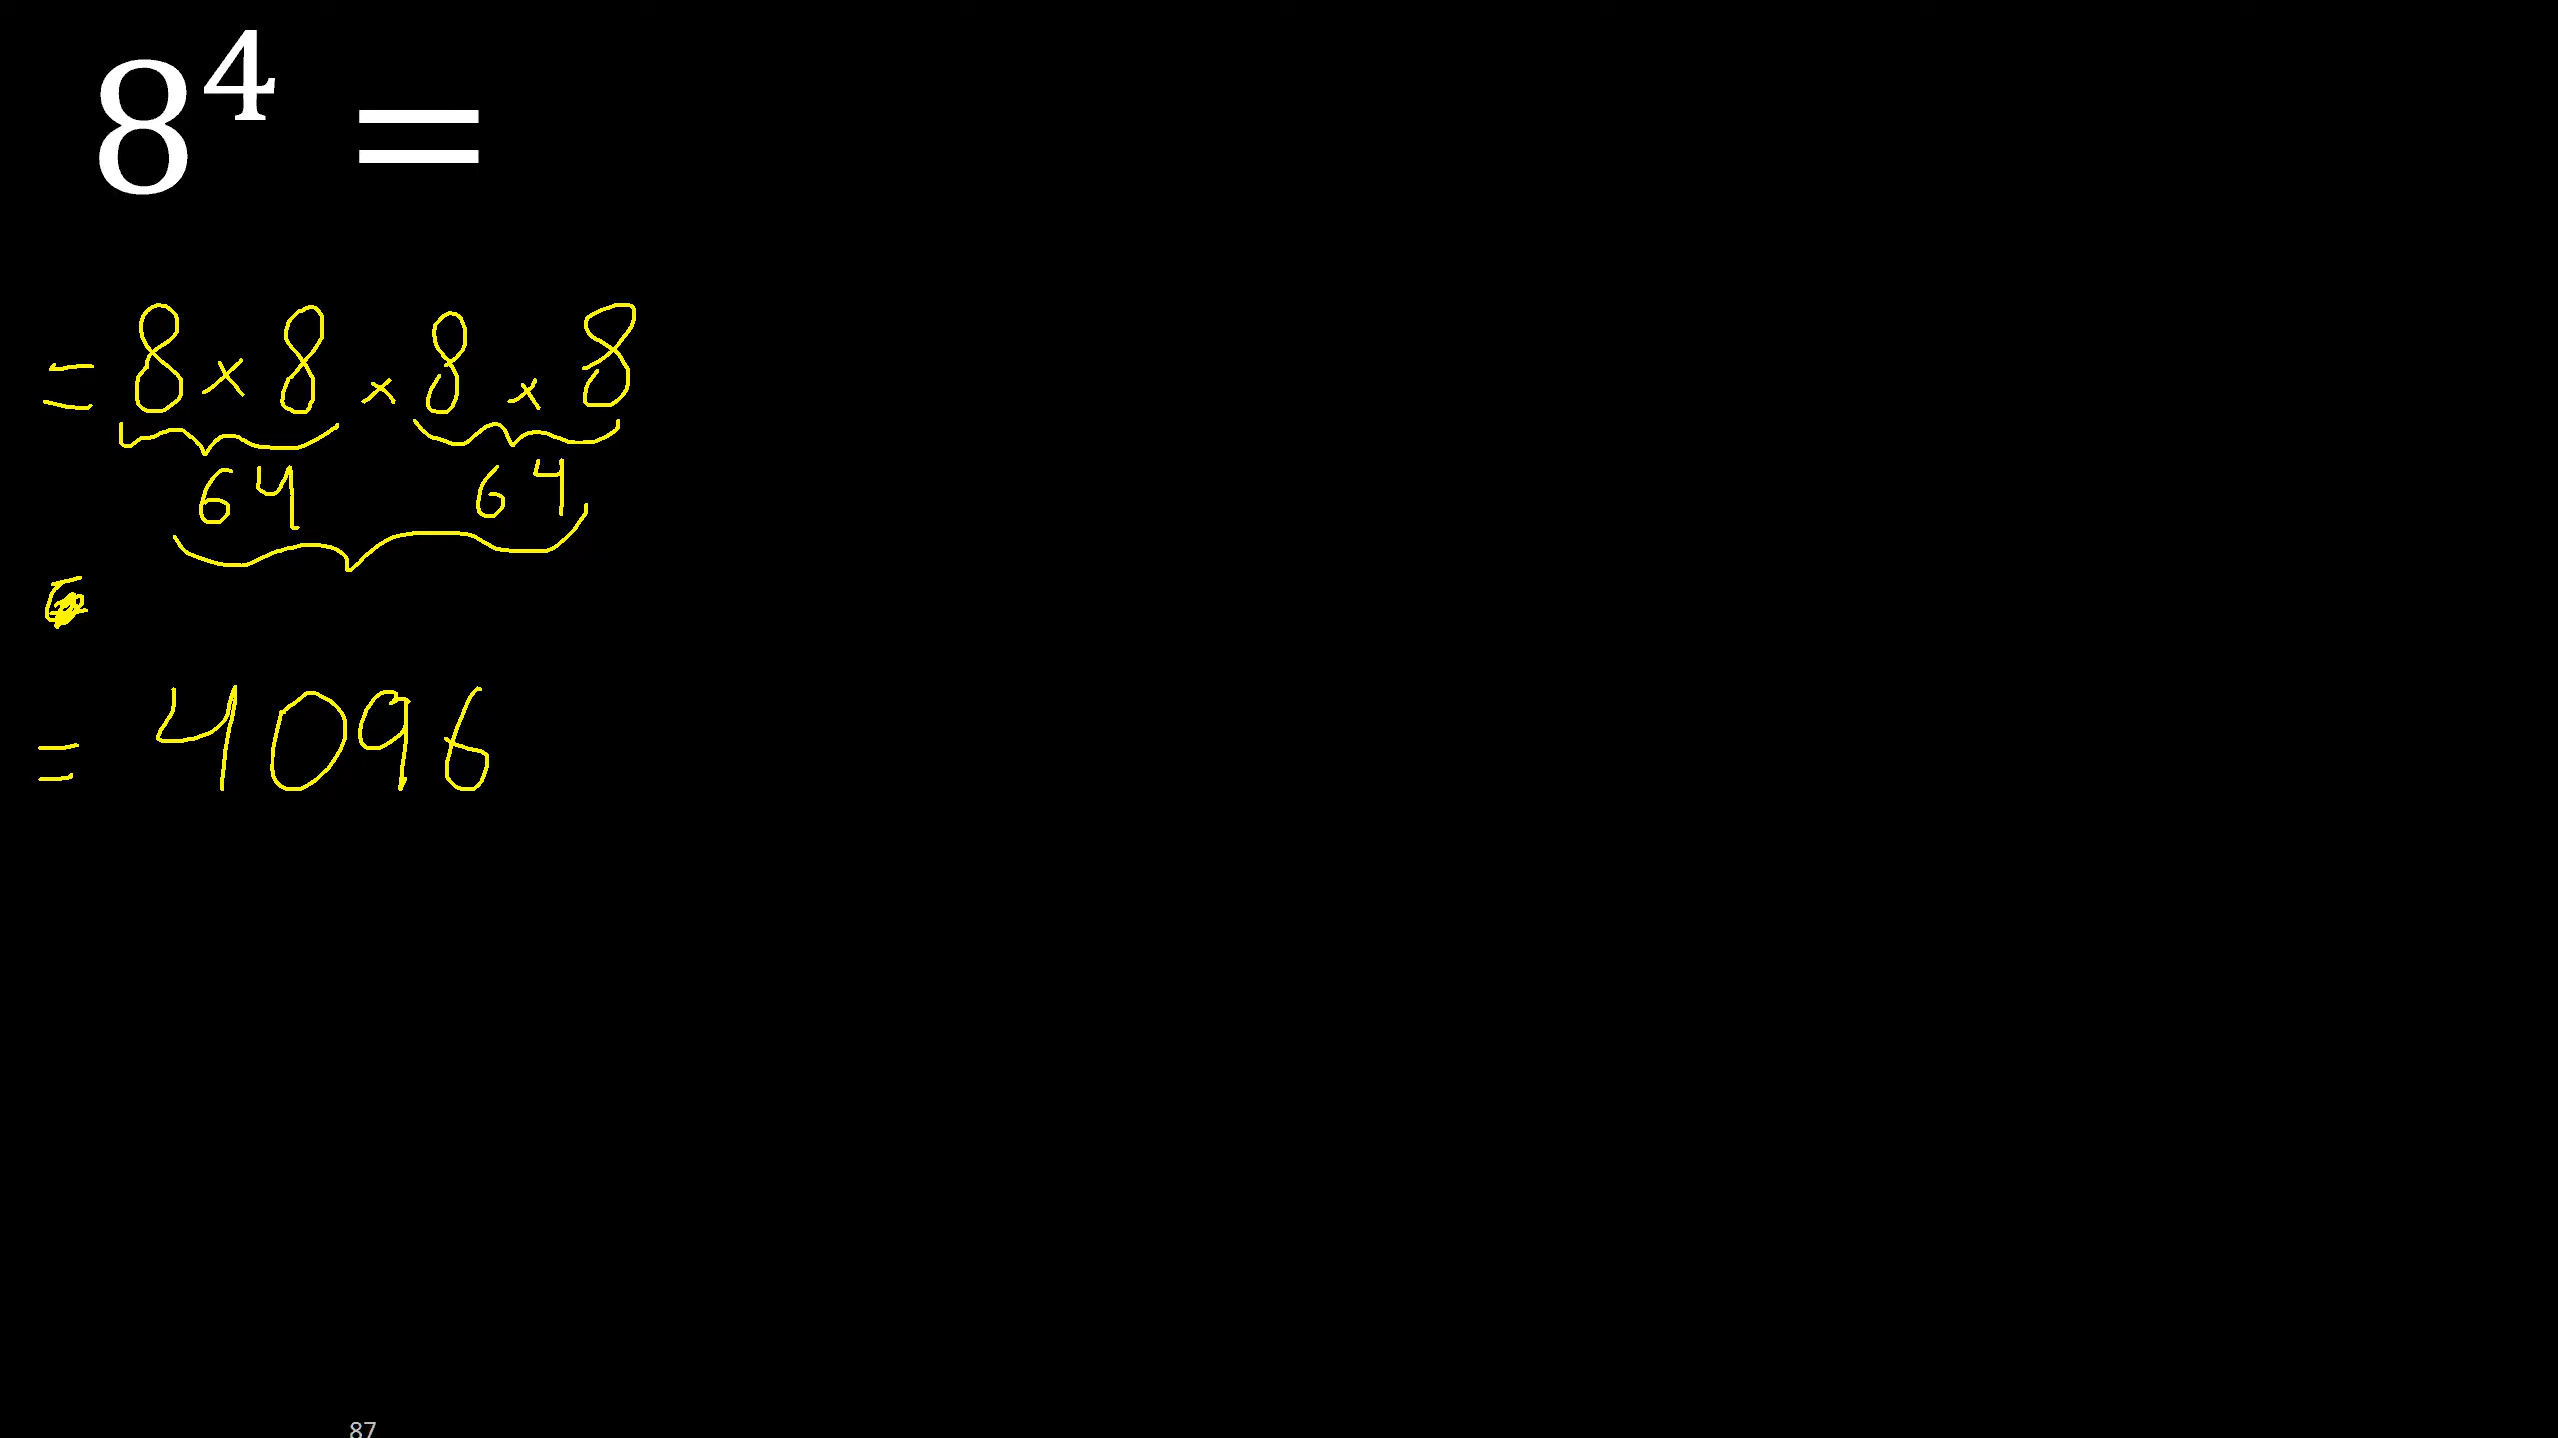 8⁴ =
= 8 × 8 × 8 × 8
64 64
= 4096
87